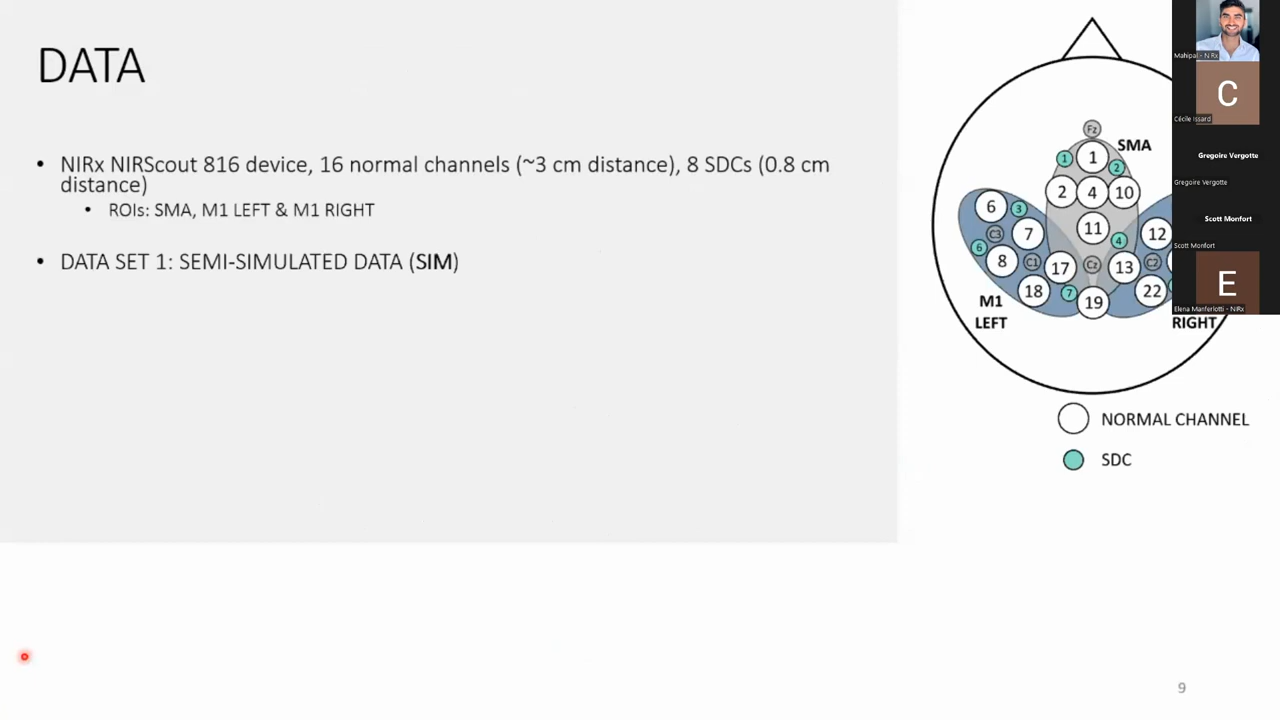 DATA
• NIRx NIRScout 816 device, 16 normal channels (~3 cm distance), 8 SDCs (0.8 cm
distance)
• ROIs: SMA, M1 LEFT & M1 RIGHT
• DATA SET 1: SEMI-SIMULATED DATA (SIM)
Fz
SMA
1
1
2
2
4
10
6
3
7
11
4
12
C3
6
8
C1
17
Cz
13
C2
18
7
19
22
M1
LEFT
RIGHT
NORMAL CHANNEL
SDC
Mahipal - NIRx
C
Cécile Issard
Gregoire Vergotte
Gregoire Vergotte
Scott Monfort
Scott Monfort
E
Elena Manferlotti - NIRx
9